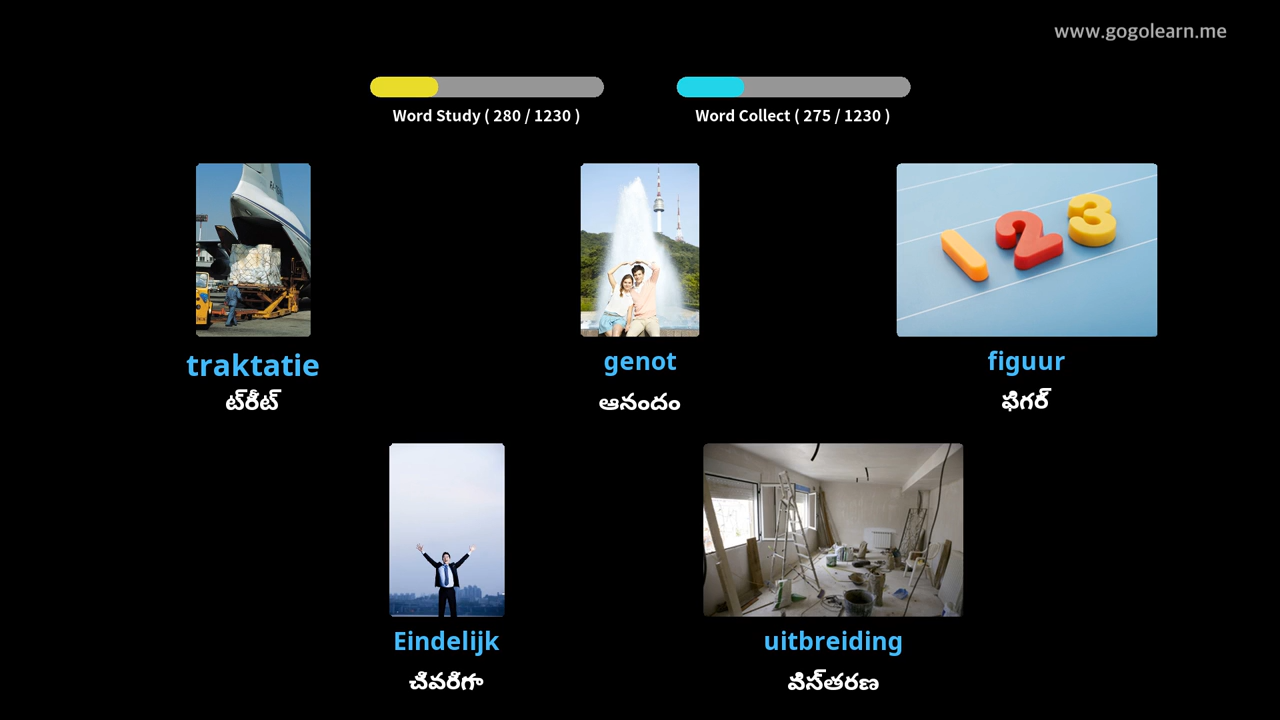 www.gogolearn.me
Word Study ( 280 / 1230 )
Word Collect ( 275 / 1230 )
traktatie
genot
figuur
ట్రీట్
ఆనందం
ఫిగర్
Eindelijk
uitbreiding
చివరిగా
విస్తరణ